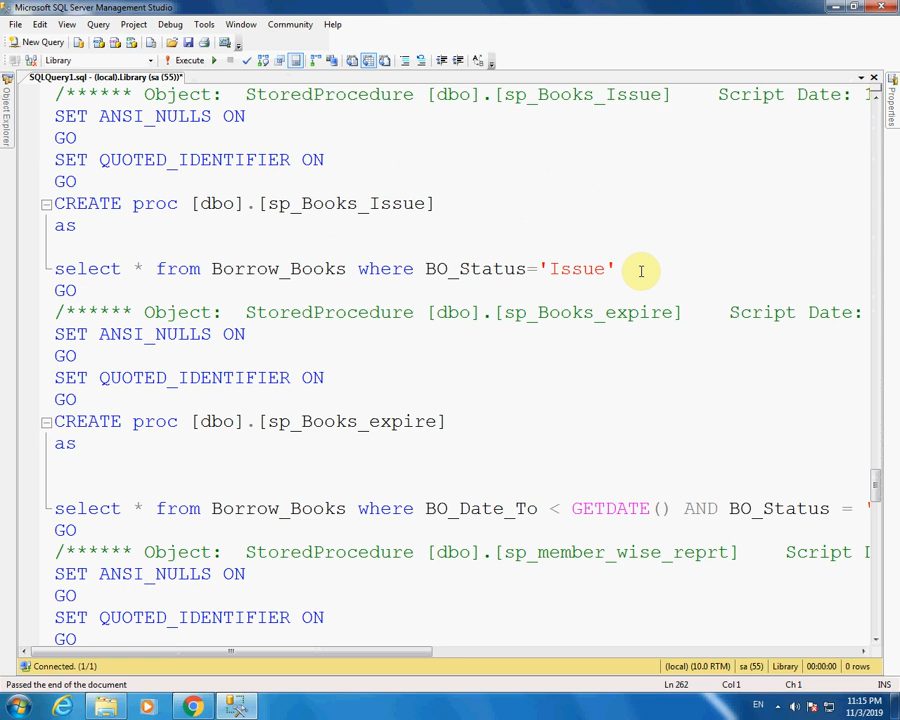 Microsoft SQL Server Management Studio
File Edit View Query Project Debug Tools Window Community Help
New Query
Library Execute
SQLQuery1.sql - (local).Library (sa (55))*
Object Explorer
Properties
/****** Object:  StoredProcedure [dbo].[sp_Books_Issue]    Script Date: 1
SET ANSI_NULLS ON
GO
SET QUOTED_IDENTIFIER ON
GO
CREATE proc [dbo].[sp_Books_Issue]
as
select * from Borrow_Books where BO_Status='Issue'
GO
/****** Object:  StoredProcedure [dbo].[sp_Books_expire]    Script Date:
SET ANSI_NULLS ON
GO
SET QUOTED_IDENTIFIER ON
GO
CREATE proc [dbo].[sp_Books_expire]
as
select * from Borrow_Books where BO_Date_To < GETDATE() AND BO_Status = '
GO
/****** Object:  StoredProcedure [dbo].[sp_member_wise_reprt]    Script D
SET ANSI_NULLS ON
GO
SET QUOTED_IDENTIFIER ON
GO
Connected. (1/1) (local) (10.0 RTM) sa (55) Library 00:00:00 0 rows
Passed the end of the document Ln 262 Col 1 Ch 1 INS
EN 11:15 PM
11/3/2019